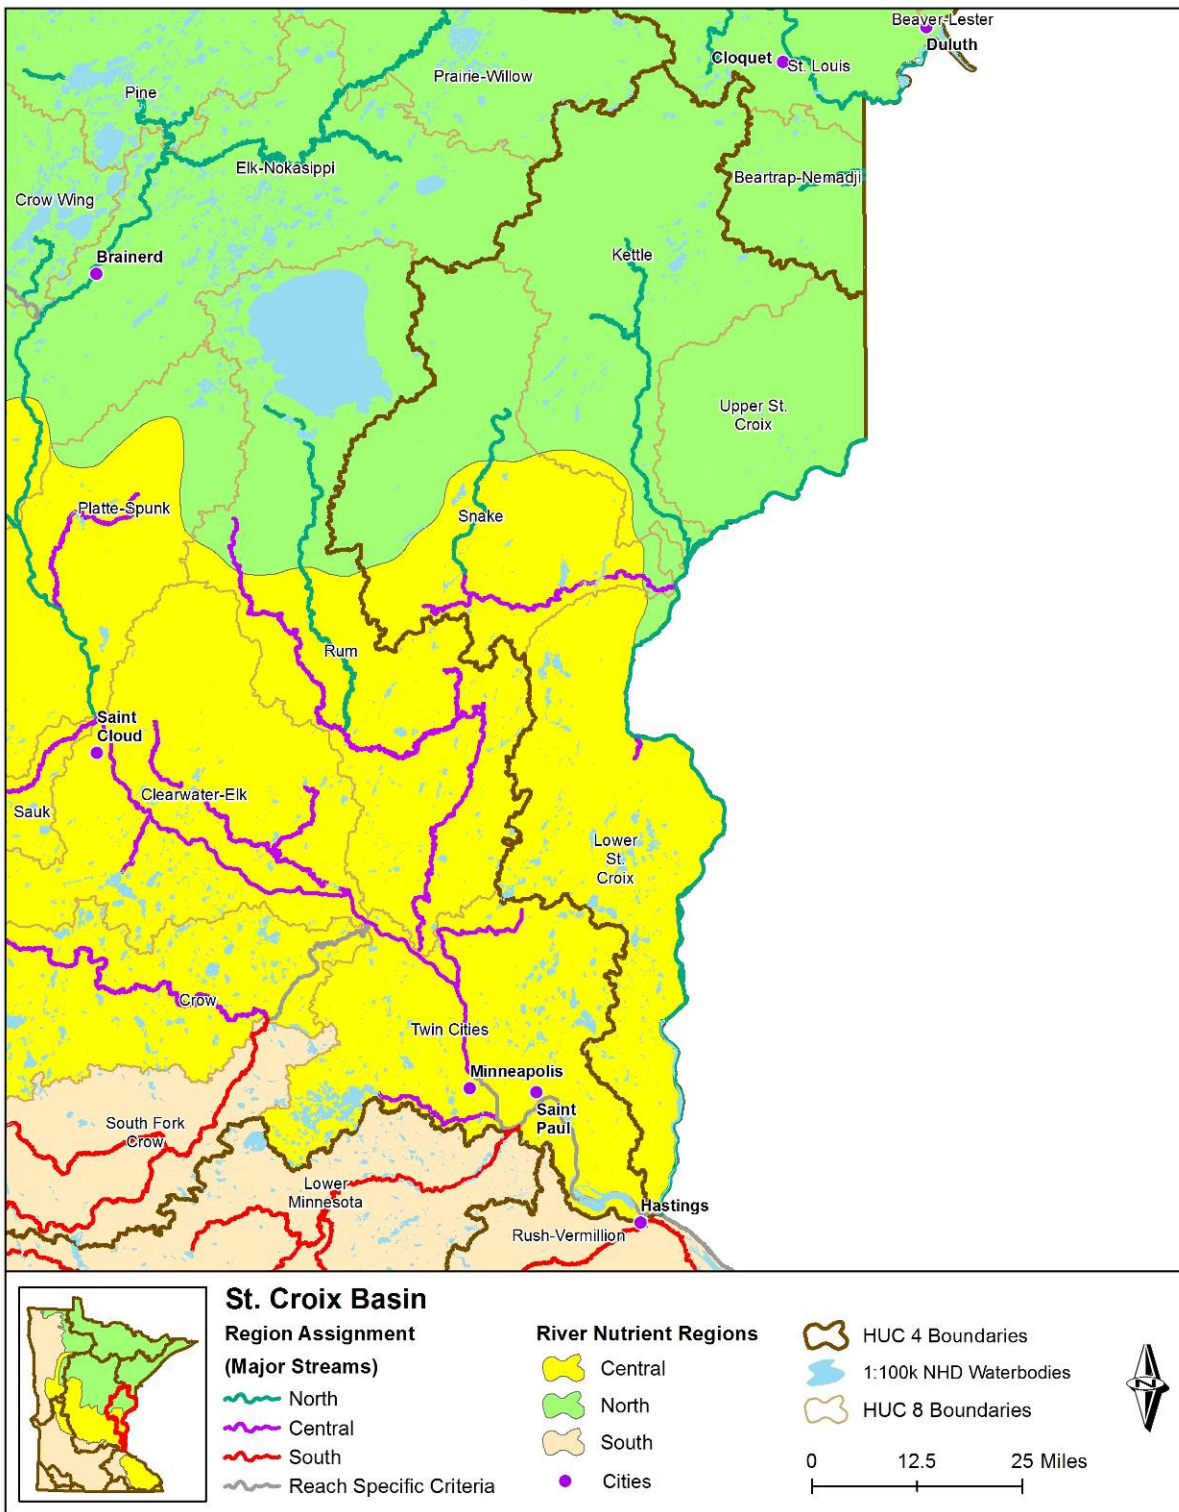 Beaver-Lester
Duluth
Cloquet
St. Louis
Prairie-Willow
Pine
Elk-Nokasippi
Beartrap-Nemadji
Crow Wing
Brainerd
Kettle
Upper St.
Croix
Platte-Spunk
Snake
Rum
Saint
Cloud
Clearwater-Elk
Sauk
Lower
St.
Croix
Crow
Twin Cities
Minneapolis
Saint
Paul
South Fork
Crow
Lower
Minnesota
Hastings
Rush-Vermillion
St. Croix Basin
Region Assignment
(Major Streams)
North
Central
South
Reach Specific Criteria
River Nutrient Regions
Central
North
South
Cities
HUC 4 Boundaries
1:100k NHD Waterbodies
HUC 8 Boundaries
0 12.5 25 Miles
N